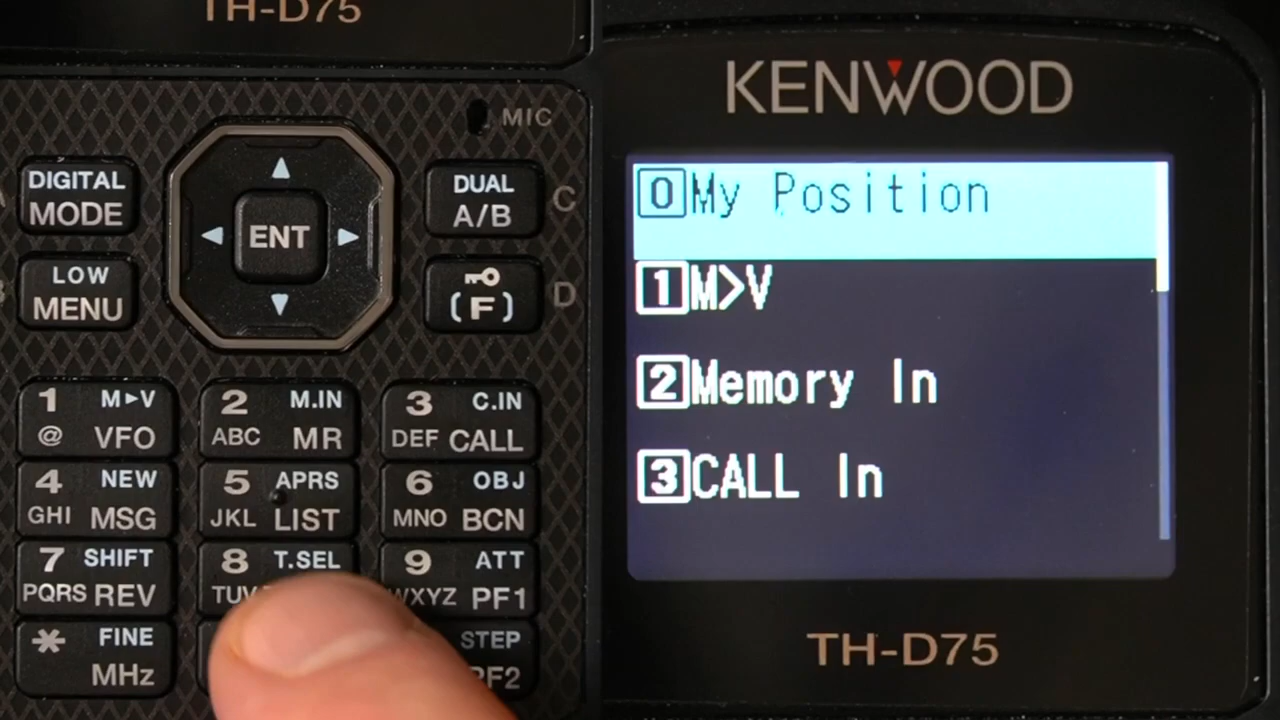 TH-D75
MIC
DIGITAL
MODE
DUAL
A/B
C
ENT
LOW
MENU
(F)
D
1 M►V
@ VFO
2 M.IN
ABC MR
3 C.IN
DEF CALL
4 NEW
GHI MSG
5 APRS
JKL LIST
6 OBJ
MNO BCN
7 SHIFT
PQRS REV
8 T.SEL
TUV
9 ATT
WXYZ PF1
* FINE
MHz
STEP
PF2
KENWOOD
0 My Position
1 M>V
2 Memory In
3 CALL In
TH-D75